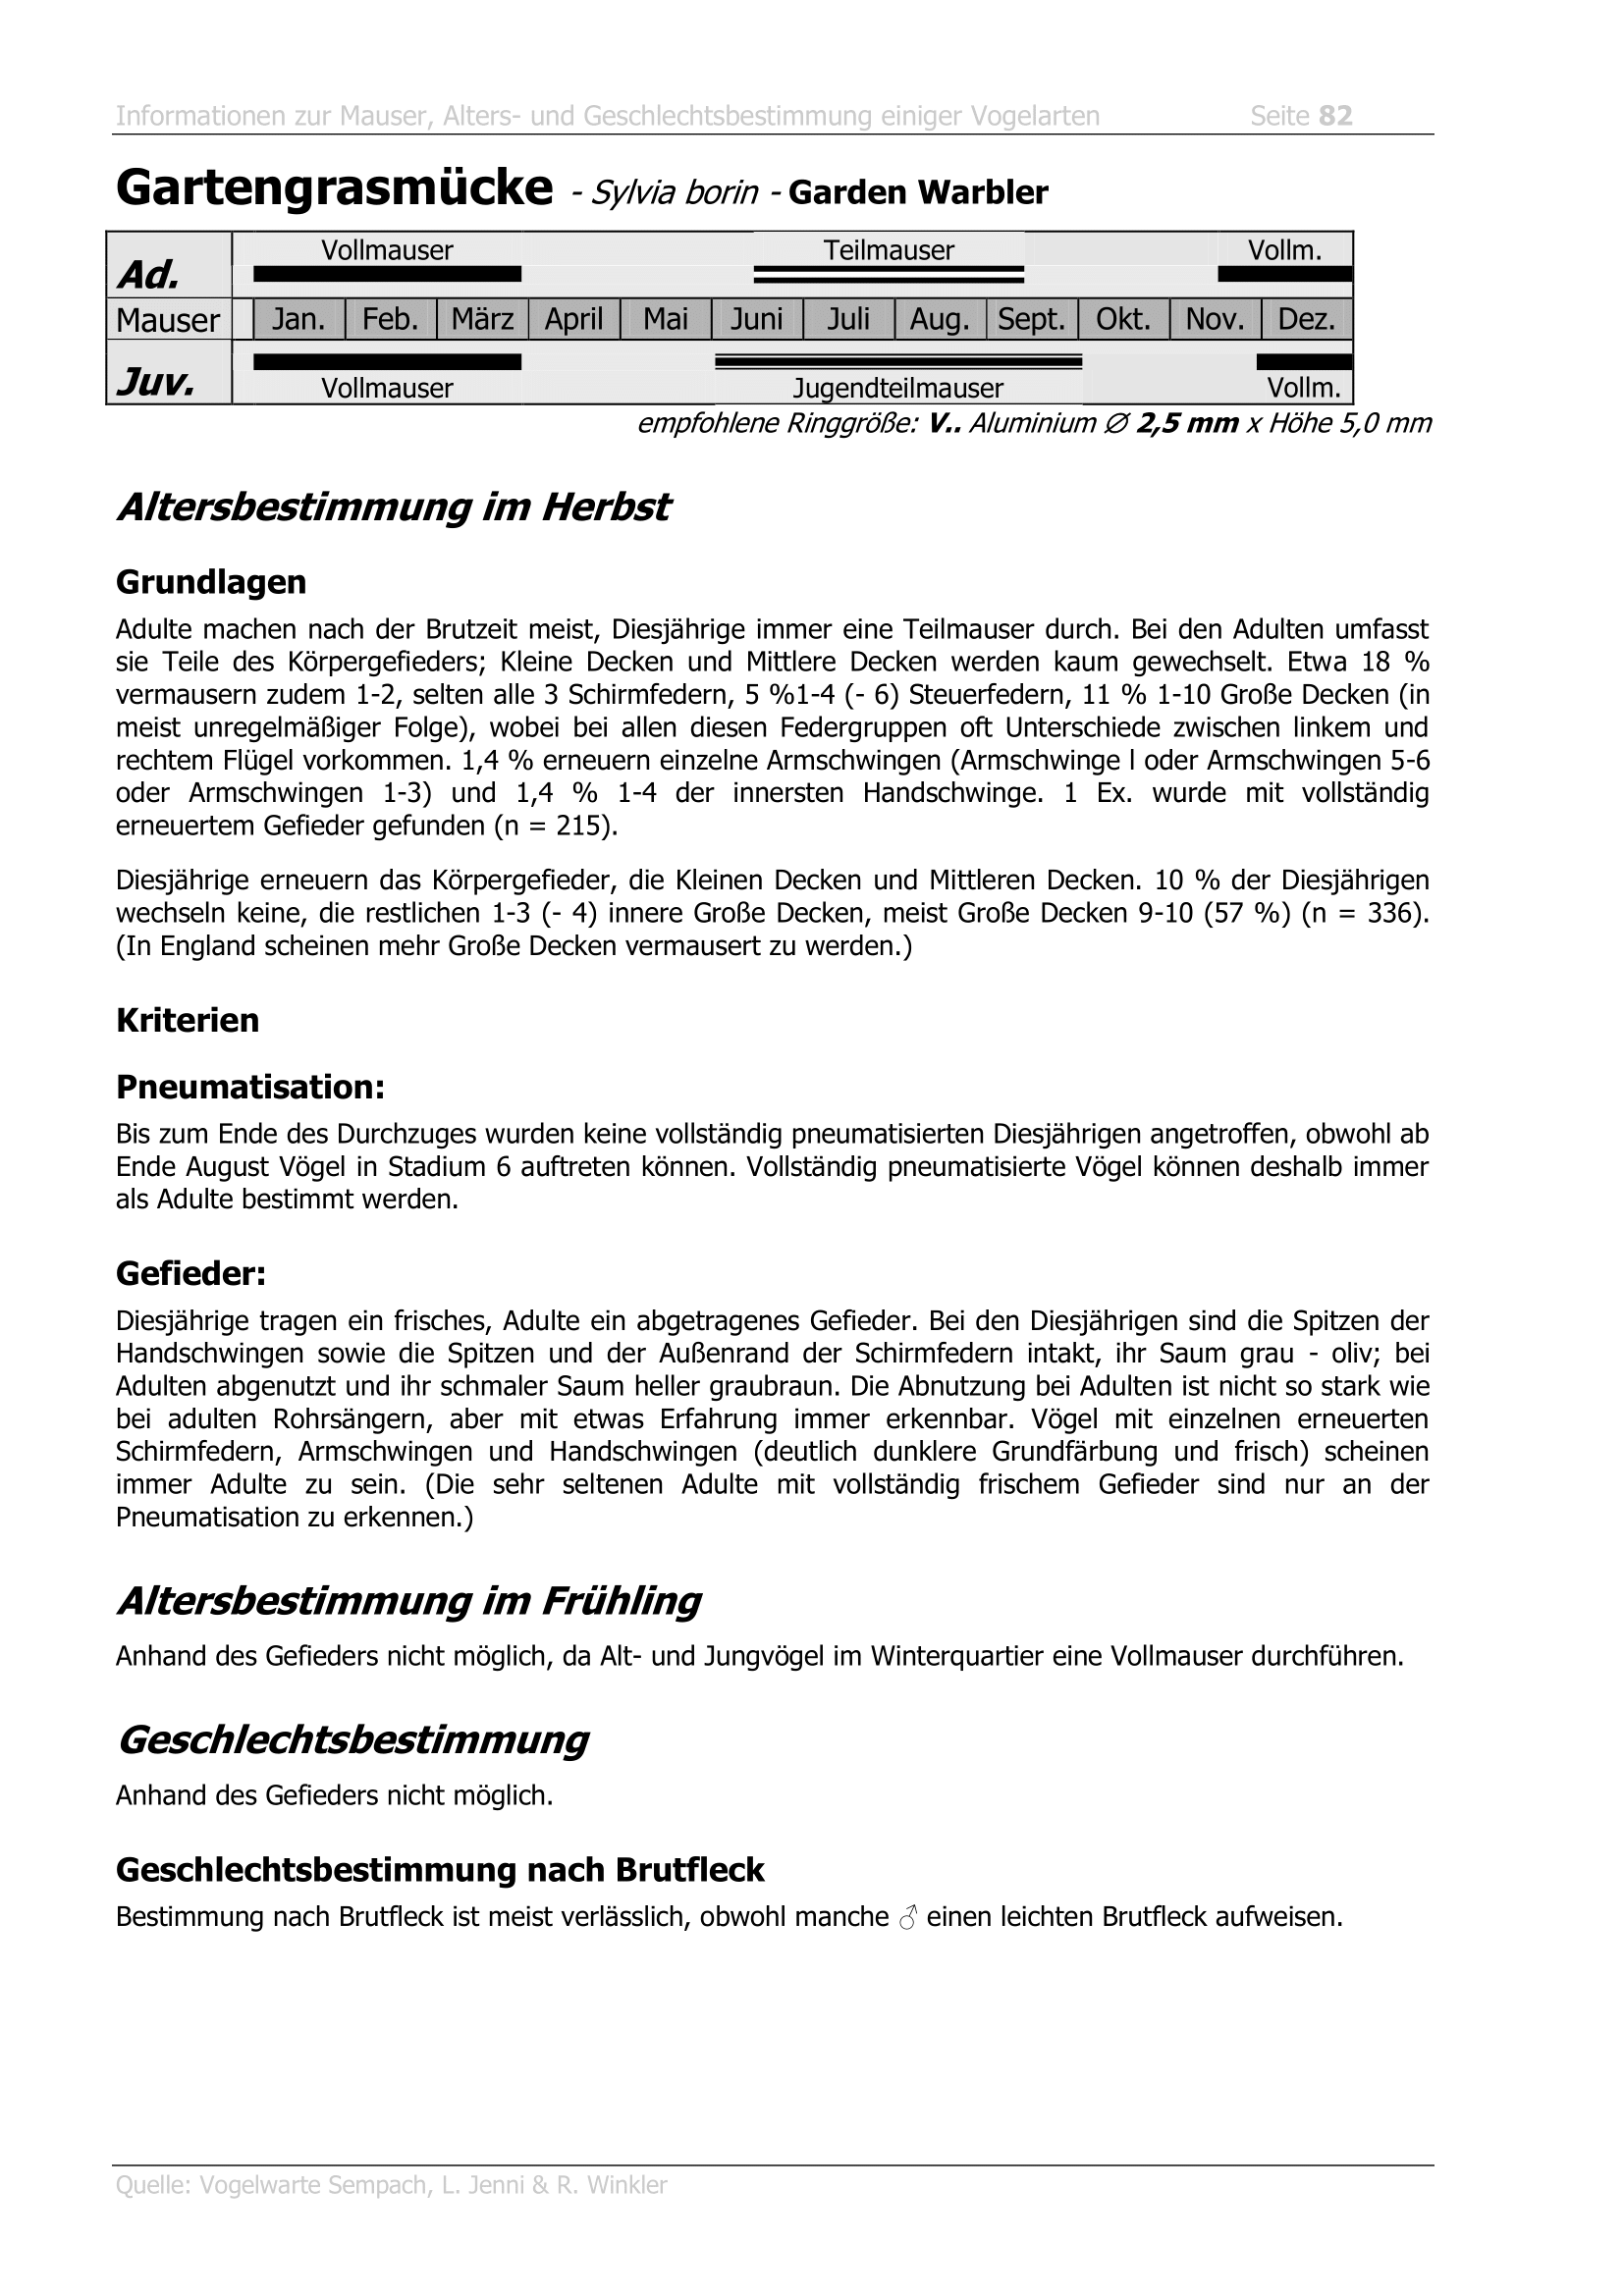 Informationen zur Mauser, Alters- und Geschlechtsbestimmung einiger Vogelarten Seite 82
Gartengrasmücke - Sylvia borin - Garden Warbler
Vollmauser Teilmauser Vollm.
Ad.
Mauser Jan. Feb. März April Mai Juni Juli Aug. Sept. Okt. Nov. Dez.
Juv.
Vollmauser Jugendteilmauser Vollm.
empfohlene Ringgröße: V.. Aluminium ∅ 2,5 mm x Höhe 5,0 mm
Altersbestimmung im Herbst
Grundlagen
Adulte machen nach der Brutzeit meist, Diesjährige immer eine Teilmauser durch. Bei den Adulten umfasst
sie Teile des Körpergefieders; Kleine Decken und Mittlere Decken werden kaum gewechselt. Etwa 18 %
vermausern zudem 1-2, selten alle 3 Schirmfedern, 5 %1-4 (- 6) Steuerfedern, 11 % 1-10 Große Decken (in
meist unregelmäßiger Folge), wobei bei allen diesen Federgruppen oft Unterschiede zwischen linkem und
rechtem Flügel vorkommen. 1,4 % erneuern einzelne Armschwingen (Armschwinge l oder Armschwingen 5-6
oder Armschwingen 1-3) und 1,4 % 1-4 der innersten Handschwinge. 1 Ex. wurde mit vollständig
erneuertem Gefieder gefunden (n = 215).
Diesjährige erneuern das Körpergefieder, die Kleinen Decken und Mittleren Decken. 10 % der Diesjährigen
wechseln keine, die restlichen 1-3 (- 4) innere Große Decken, meist Große Decken 9-10 (57 %) (n = 336).
(In England scheinen mehr Große Decken vermausert zu werden.)
Kriterien
Pneumatisation:
Bis zum Ende des Durchzuges wurden keine vollständig pneumatisierten Diesjährigen angetroffen, obwohl ab
Ende August Vögel in Stadium 6 auftreten können. Vollständig pneumatisierte Vögel können deshalb immer
als Adulte bestimmt werden.
Gefieder:
Diesjährige tragen ein frisches, Adulte ein abgetragenes Gefieder. Bei den Diesjährigen sind die Spitzen der
Handschwingen sowie die Spitzen und der Außenrand der Schirmfedern intakt, ihr Saum grau - oliv; bei
Adulten abgenutzt und ihr schmaler Saum heller graubraun. Die Abnutzung bei Adulten ist nicht so stark wie
bei adulten Rohrsängern, aber mit etwas Erfahrung immer erkennbar. Vögel mit einzelnen erneuerten
Schirmfedern, Armschwingen und Handschwingen (deutlich dunklere Grundfärbung und frisch) scheinen
immer Adulte zu sein. (Die sehr seltenen Adulte mit vollständig frischem Gefieder sind nur an der
Pneumatisation zu erkennen.)
Altersbestimmung im Frühling
Anhand des Gefieders nicht möglich, da Alt- und Jungvögel im Winterquartier eine Vollmauser durchführen.
Geschlechtsbestimmung
Anhand des Gefieders nicht möglich.
Geschlechtsbestimmung nach Brutfleck
Bestimmung nach Brutfleck ist meist verlässlich, obwohl manche ♂ einen leichten Brutfleck aufweisen.
Quelle: Vogelwarte Sempach, L. Jenni & R. Winkler